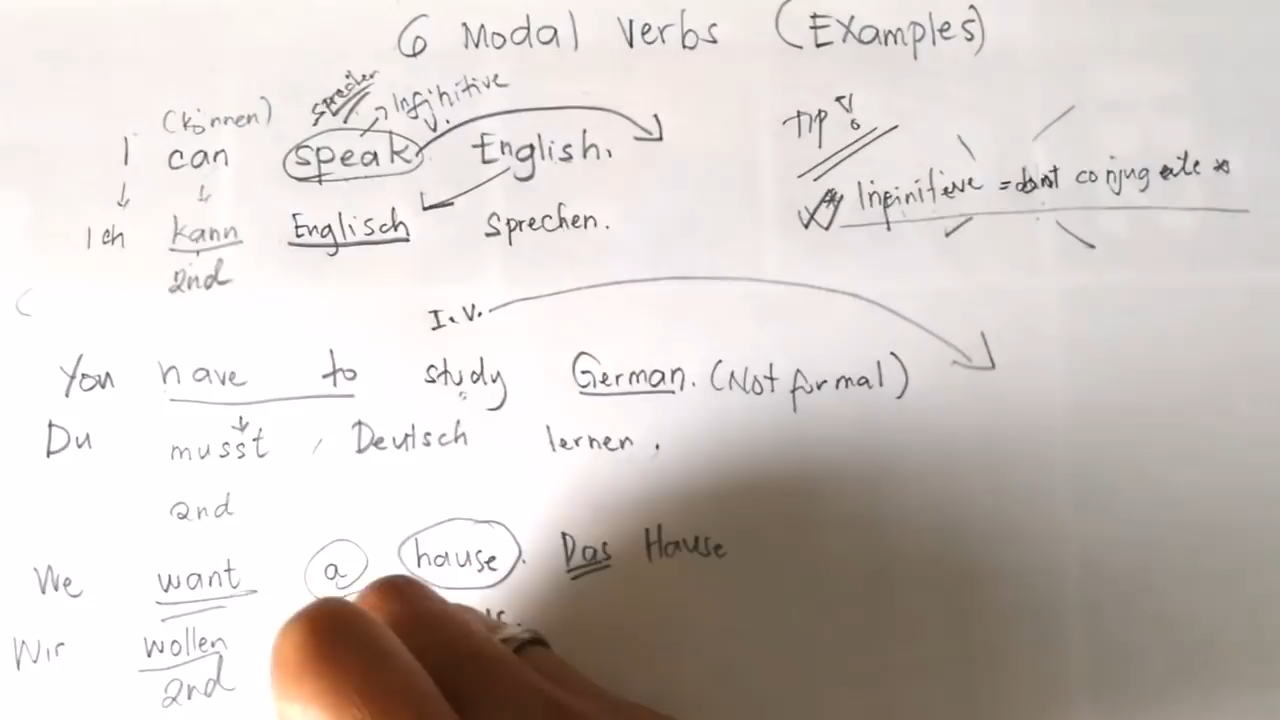 6 Modal Verbs (Examples)
sprechen Infinitive
(können)
I can speak English.
Ich kann Englisch sprechen.
2nd
Tip!
Infinitive = don't conjugate
I.V.
You have to study German. (Not formal)
Du musst Deutsch lernen.
2nd
We want a hause. Das Hause
Wir wollen
2nd